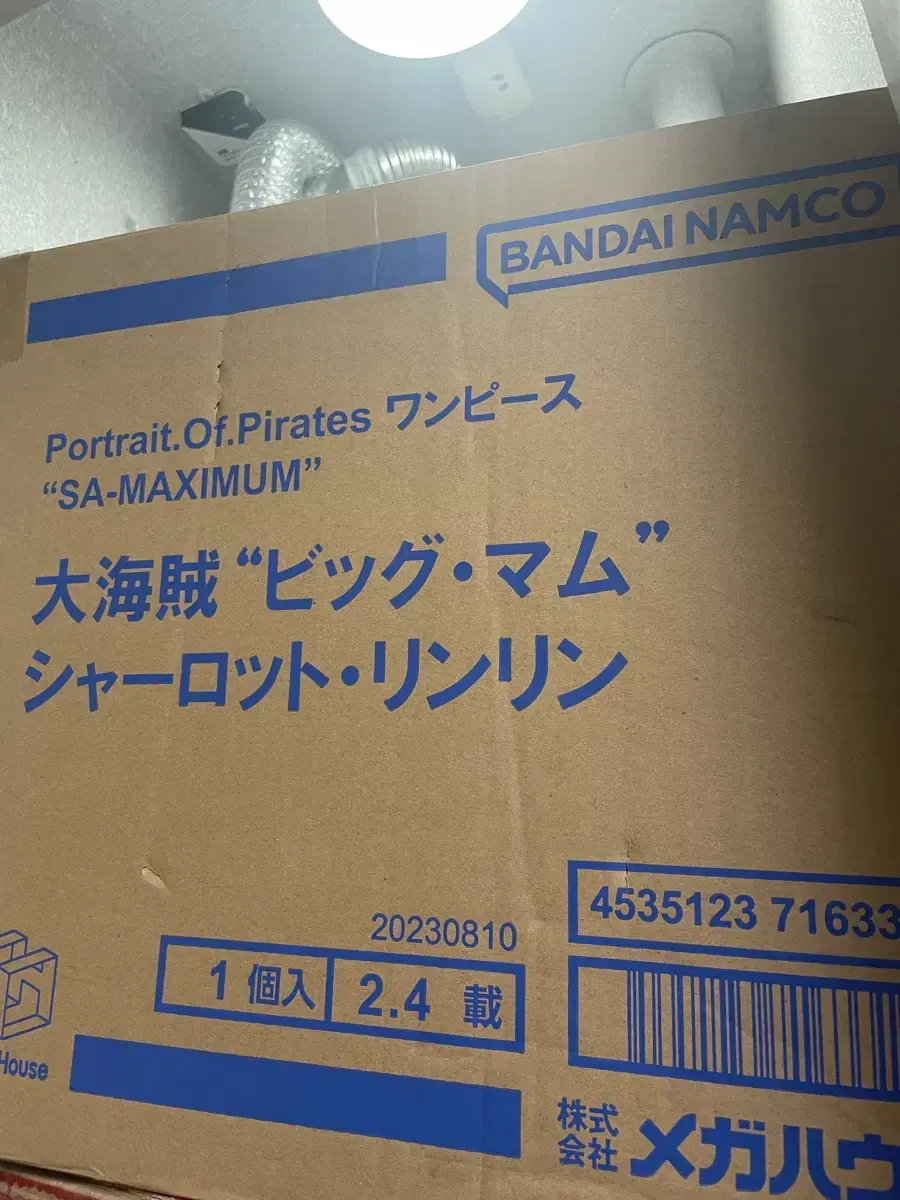 BANDAI NAMCO
Portrait.Of.Pirates ワンピース
“SA-MAXIMUM”
大海賊“ビッグ・マム”
シャーロット・リンリン
4535123 71633
20230810
1 個入 2.4 載
House
株式
会社 メガハウ